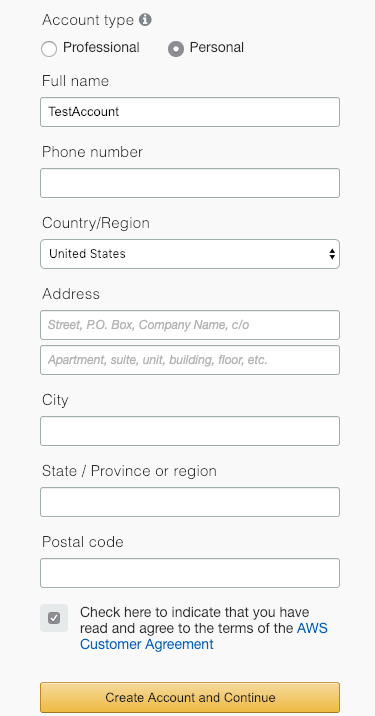 Account type
Professional Personal
Full name
TestAccount
Phone number
Country/Region
United States
Address
Street, P.O. Box, Company Name, c/o
Apartment, suite, unit, building, floor, etc.
City
State / Province or region
Postal code
Check here to indicate that you have
read and agree to the terms of the AWS
Customer Agreement
Create Account and Continue